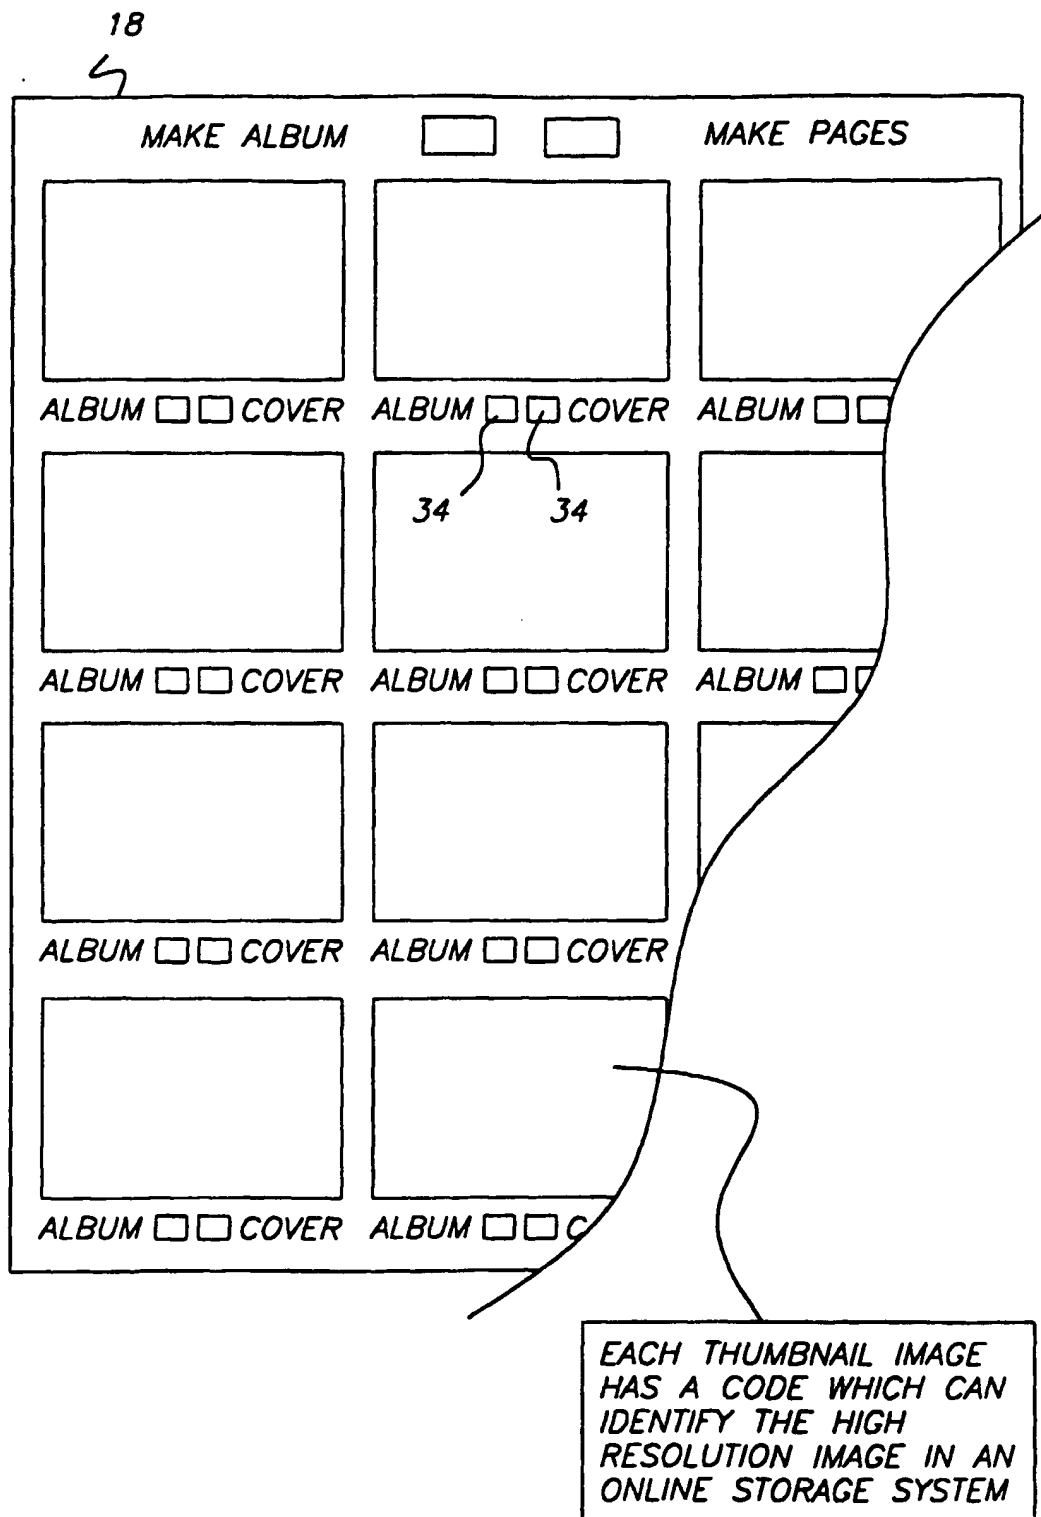 18
MAKE ALBUM MAKE PAGES
ALBUM COVER ALBUM COVER ALBUM
34 34
ALBUM COVER ALBUM COVER ALBUM
ALBUM COVER ALBUM COVER
ALBUM COVER ALBUM C
EACH THUMBNAIL IMAGE
HAS A CODE WHICH CAN
IDENTIFY THE HIGH
RESOLUTION IMAGE IN AN
ONLINE STORAGE SYSTEM